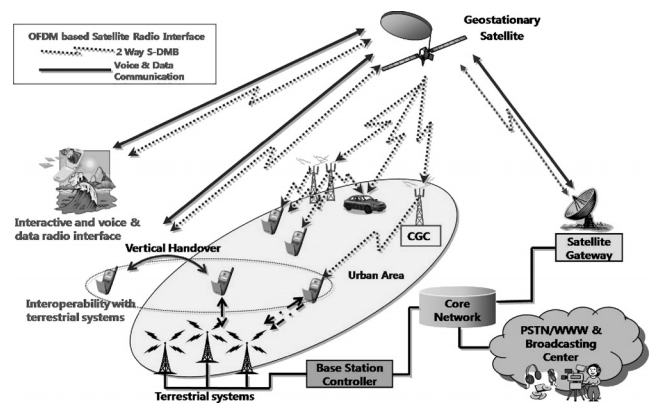 OFDM based Satellite Radio Interface
2 Way S-DMB
Voice & Data
Communication
Geostationary
Satellite
Interactive and voice &
data radio interface
Vertical Handover
CGC
Satellite
Gateway
Urban Area
Interoperability with
terrestrial systems
Core
Network
PSTN/WWW &
Broadcasting
Center
Base Station
Controller
Terrestrial systems